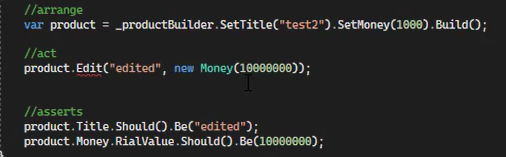 //arrange
var product = _productBuilder.SetTitle("test2").SetMoney(1000).Build();
//act
product.Edit("edited", new Money(10000000));
//asserts
product.Title.Should().Be("edited");
product.Money.RialValue.Should().Be(10000000);